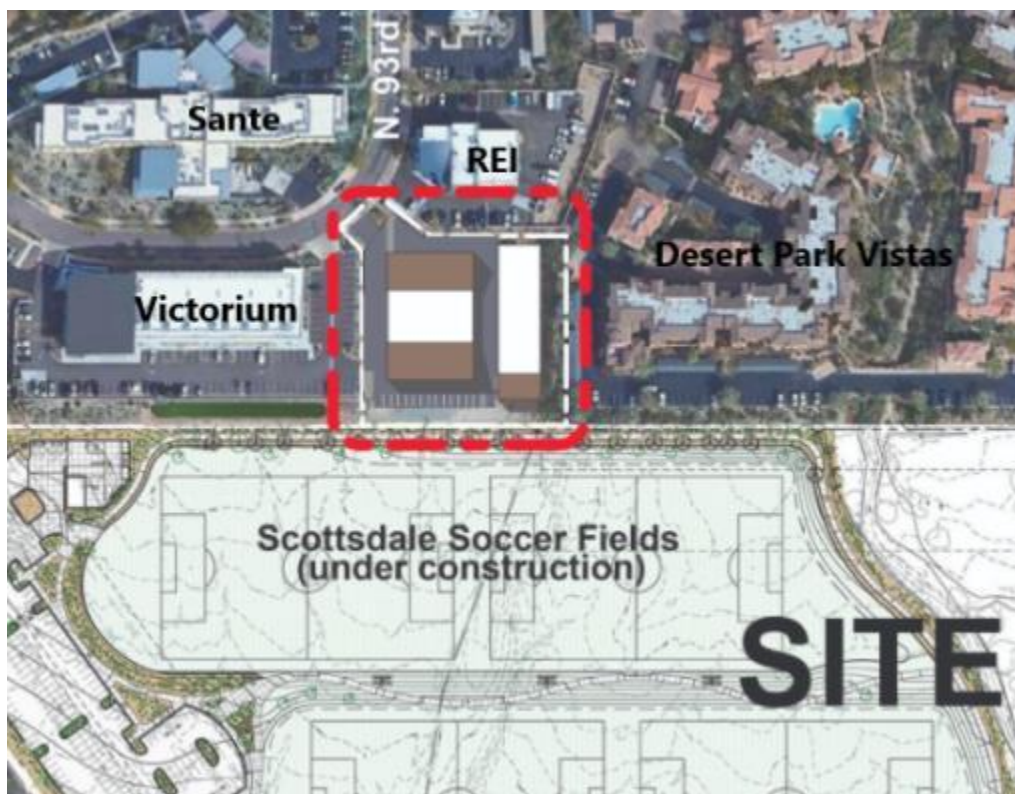 Sante
N. 93rd
REI
Desert Park Vistas
Victorium
Scottsdale Soccer Fields
(under construction)
SITE